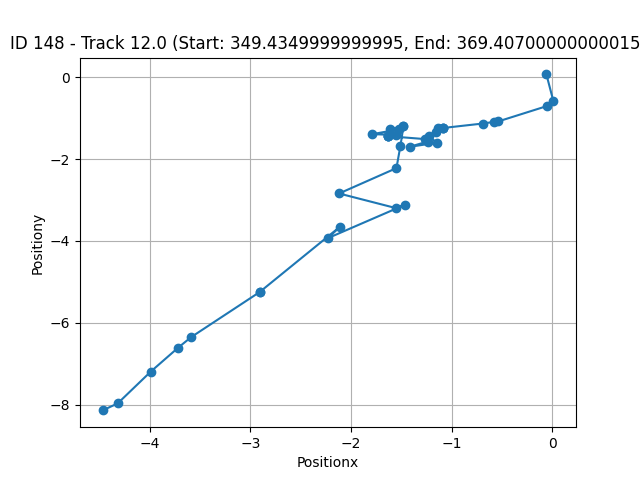 ID 148 - Track 12.0 (Start: 349.4349999999995, End: 369.40700000000015
0
−2
−4
−6
−8
Positiony
−4 −3 −2 −1 0
Positionx